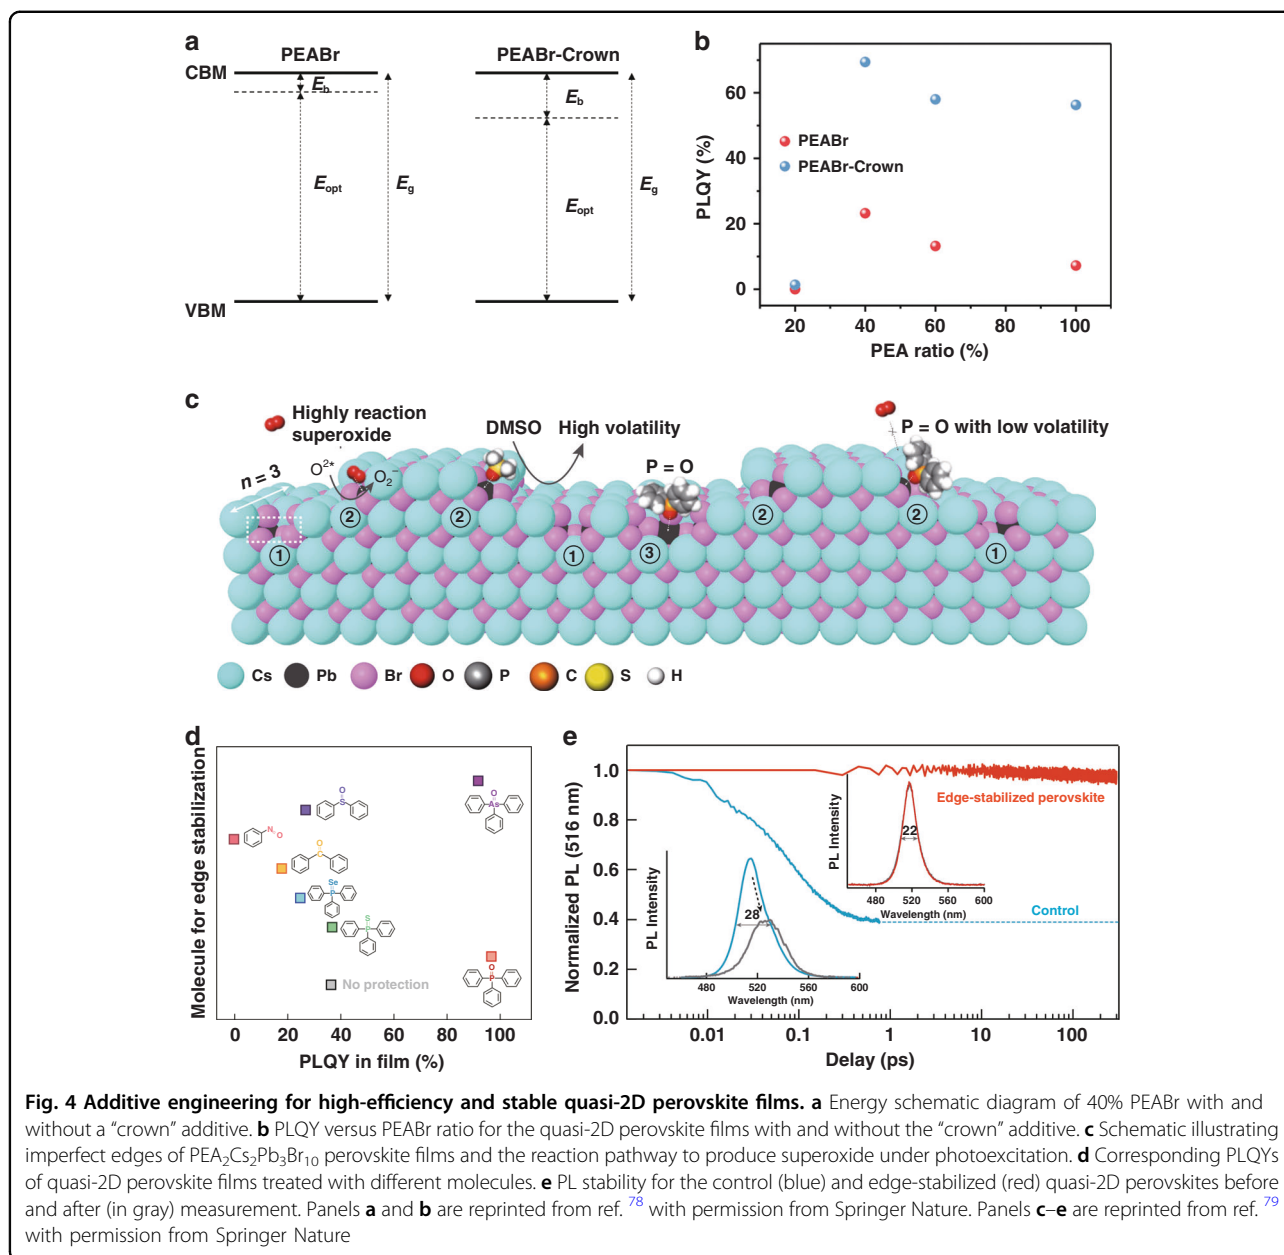 a
PEABr
PEABr-Crown
CBM
E_b
E_b
E_opt
E_g
E_opt
E_g
VBM
b
PLQY (%)
60
40
20
0
PEABr
PEABr-Crown
20 40 60 80 100
PEA ratio (%)
c
Highly reaction
superoxide
O²* O₂⁻
n = 3
DMSO
High volatility
P = O
P = O with low volatility
② ② ② ②
① ① ③ ①
Cs Pb Br O P C S H
d
Molecule for edge stabilization
O
S
O
As
N
O
O
C
Se
P
S
P
O
P
No protection
0 20 40 60 80 100
PLQY in film (%)
e
Normalized PL (516 nm)
1.0
0.8
0.6
0.4
0.2
0.0
Edge-stabilized perovskite
PL Intensity
22
480 520 560 600
Wavelength (nm)
Control
PL Intensity
28
480 520 560 600
Wavelength (nm)
0.01 0.1 1 10 100
Delay (ps)
Fig. 4 Additive engineering for high-efficiency and stable quasi-2D perovskite films. a Energy schematic diagram of 40% PEABr with and
without a “crown” additive. b PLQY versus PEABr ratio for the quasi-2D perovskite films with and without the “crown” additive. c Schematic illustrating
imperfect edges of PEA₂Cs₂Pb₃Br₁₀ perovskite films and the reaction pathway to produce superoxide under photoexcitation. d Corresponding PLQYs
of quasi-2D perovskite films treated with different molecules. e PL stability for the control (blue) and edge-stabilized (red) quasi-2D perovskites before
and after (in gray) measurement. Panels a and b are reprinted from ref. ⁷⁸ with permission from Springer Nature. Panels c–e are reprinted from ref. ⁷⁹
with permission from Springer Nature